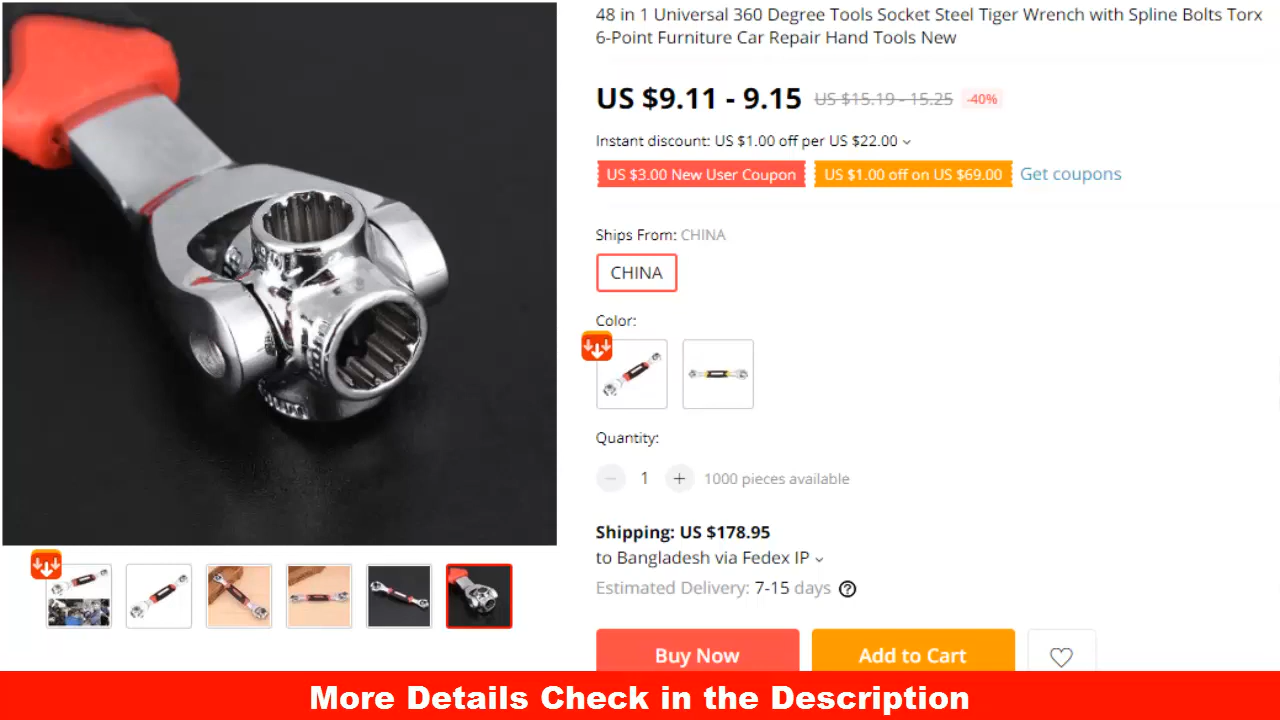 48 in 1 Universal 360 Degree Tools Socket Steel Tiger Wrench with Spline Bolts Torx
6-Point Furniture Car Repair Hand Tools New
US $9.11 - 9.15 US $15.19 - 15.25 -40%
Instant discount: US $1.00 off per US $22.00
US $3.00 New User Coupon US $1.00 off on US $69.00 Get coupons
Ships From: CHINA
CHINA
Color:
Quantity:
1 1000 pieces available
Shipping: US $178.95
to Bangladesh via Fedex IP
Estimated Delivery: 7-15 days
Buy Now Add to Cart
More Details Check in the Description